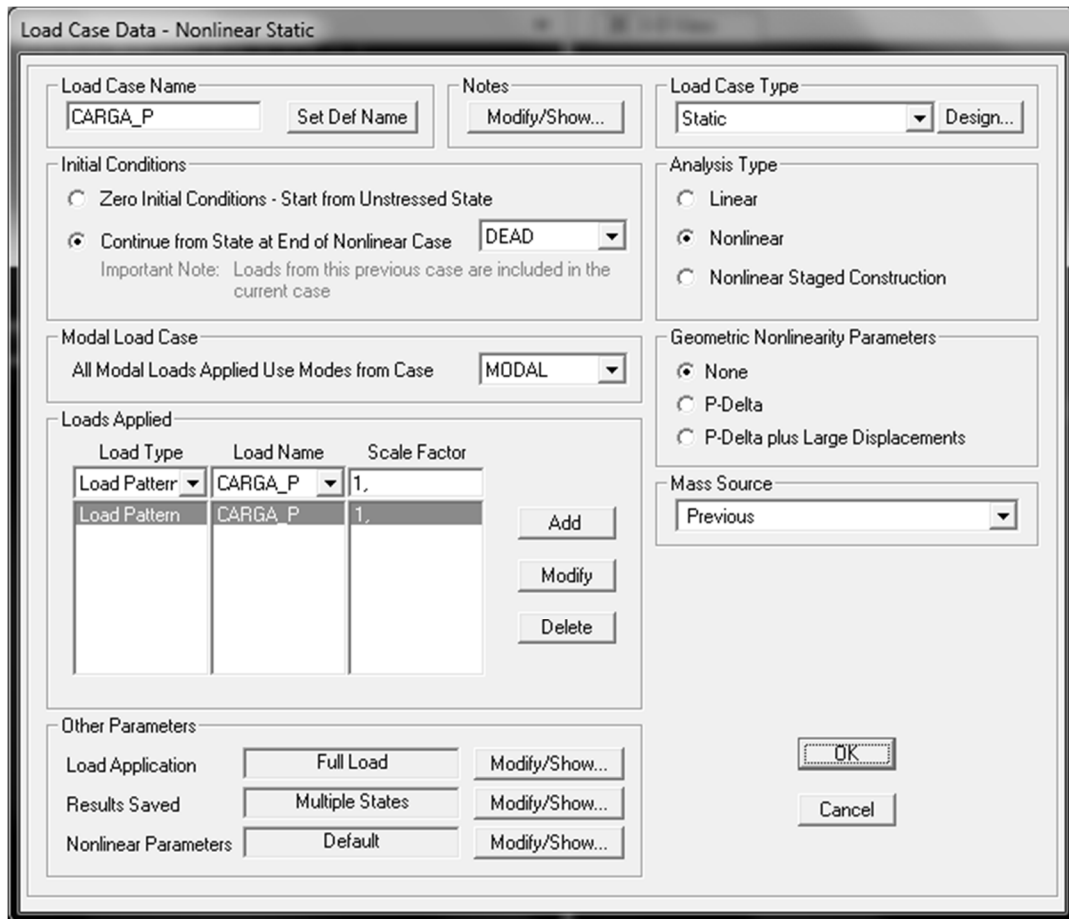 Load Case Data - Nonlinear Static
Load Case Name
CARGA_P
Set Def Name
Notes
Modify/Show...
Load Case Type
Static
Design...
Initial Conditions
Zero Initial Conditions - Start from Unstressed State
Continue from State at End of Nonlinear Case
DEAD
Important Note: Loads from this previous case are included in the
current case
Analysis Type
Linear
Nonlinear
Nonlinear Staged Construction
Modal Load Case
All Modal Loads Applied Use Modes from Case
MODAL
Geometric Nonlinearity Parameters
None
P-Delta
P-Delta plus Large Displacements
Loads Applied
Load Type Load Name Scale Factor
Load Pattern CARGA_P 1,
Load Pattern CARGA_P 1,
Add
Modify
Delete
Mass Source
Previous
Other Parameters
Load Application Full Load Modify/Show...
Results Saved Multiple States Modify/Show...
Nonlinear Parameters Default Modify/Show...
OK
Cancel